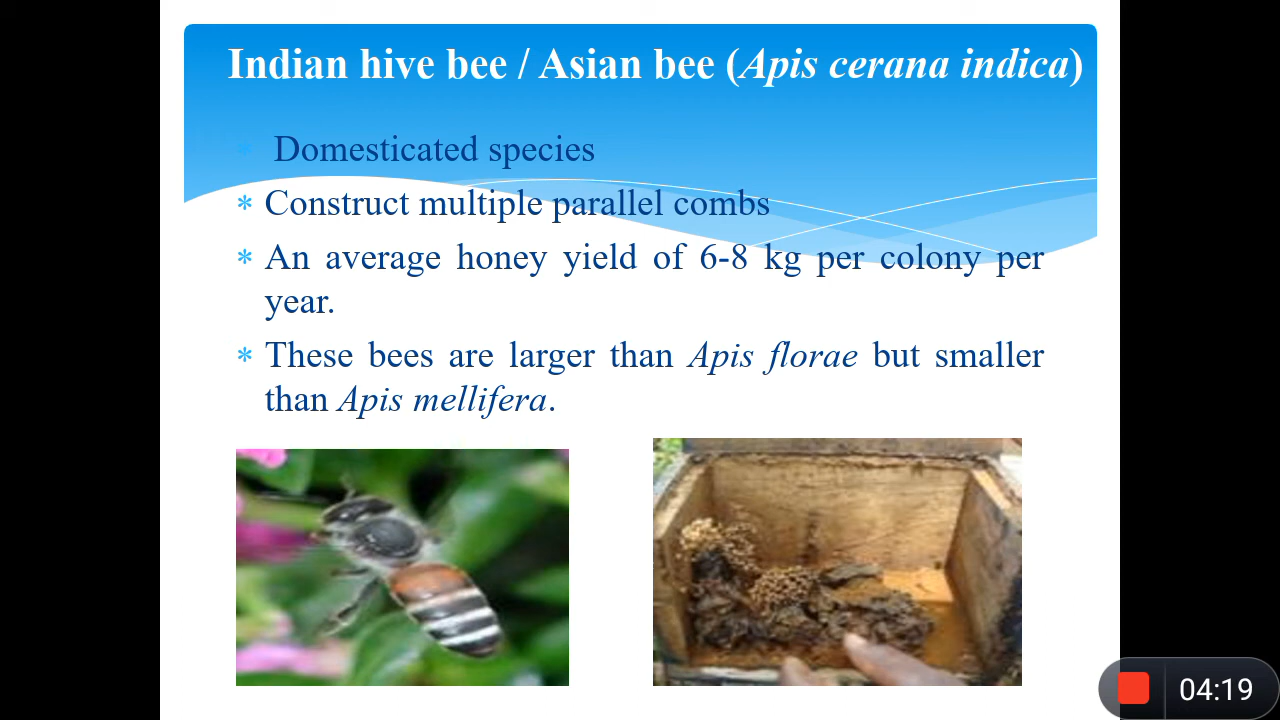 Indian hive bee / Asian bee (Apis cerana indica)
* Domesticated species
* Construct multiple parallel combs
* An average honey yield of 6-8 kg per colony per
year.
* These bees are larger than Apis florae but smaller
than Apis mellifera.
04:19